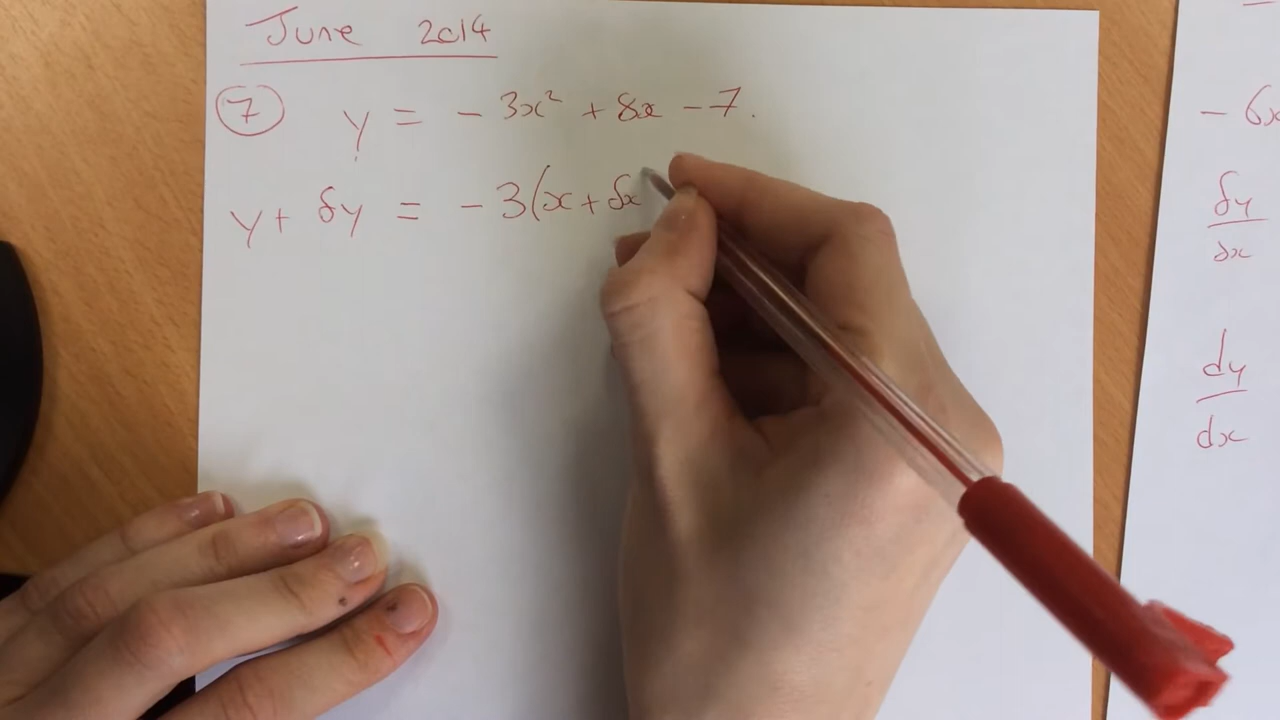 June 2014
⑦ y = - 3x² + 8x - 7.
y + δy = - 3(x + δx
- 6x
δy
δx
dy
dx